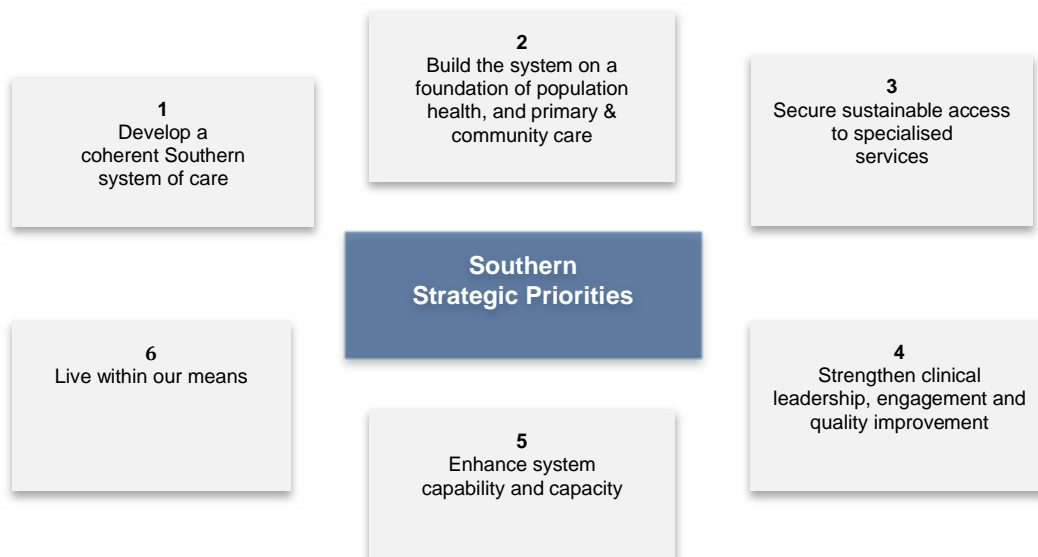 1
Develop a
coherent Southern
system of care
2
Build the system on a
foundation of population
health, and primary &
community care
3
Secure sustainable access
to specialised
services
Southern
Strategic Priorities
6
Live within our means
5
Enhance system
capability and capacity
4
Strengthen clinical
leadership, engagement and
quality improvement